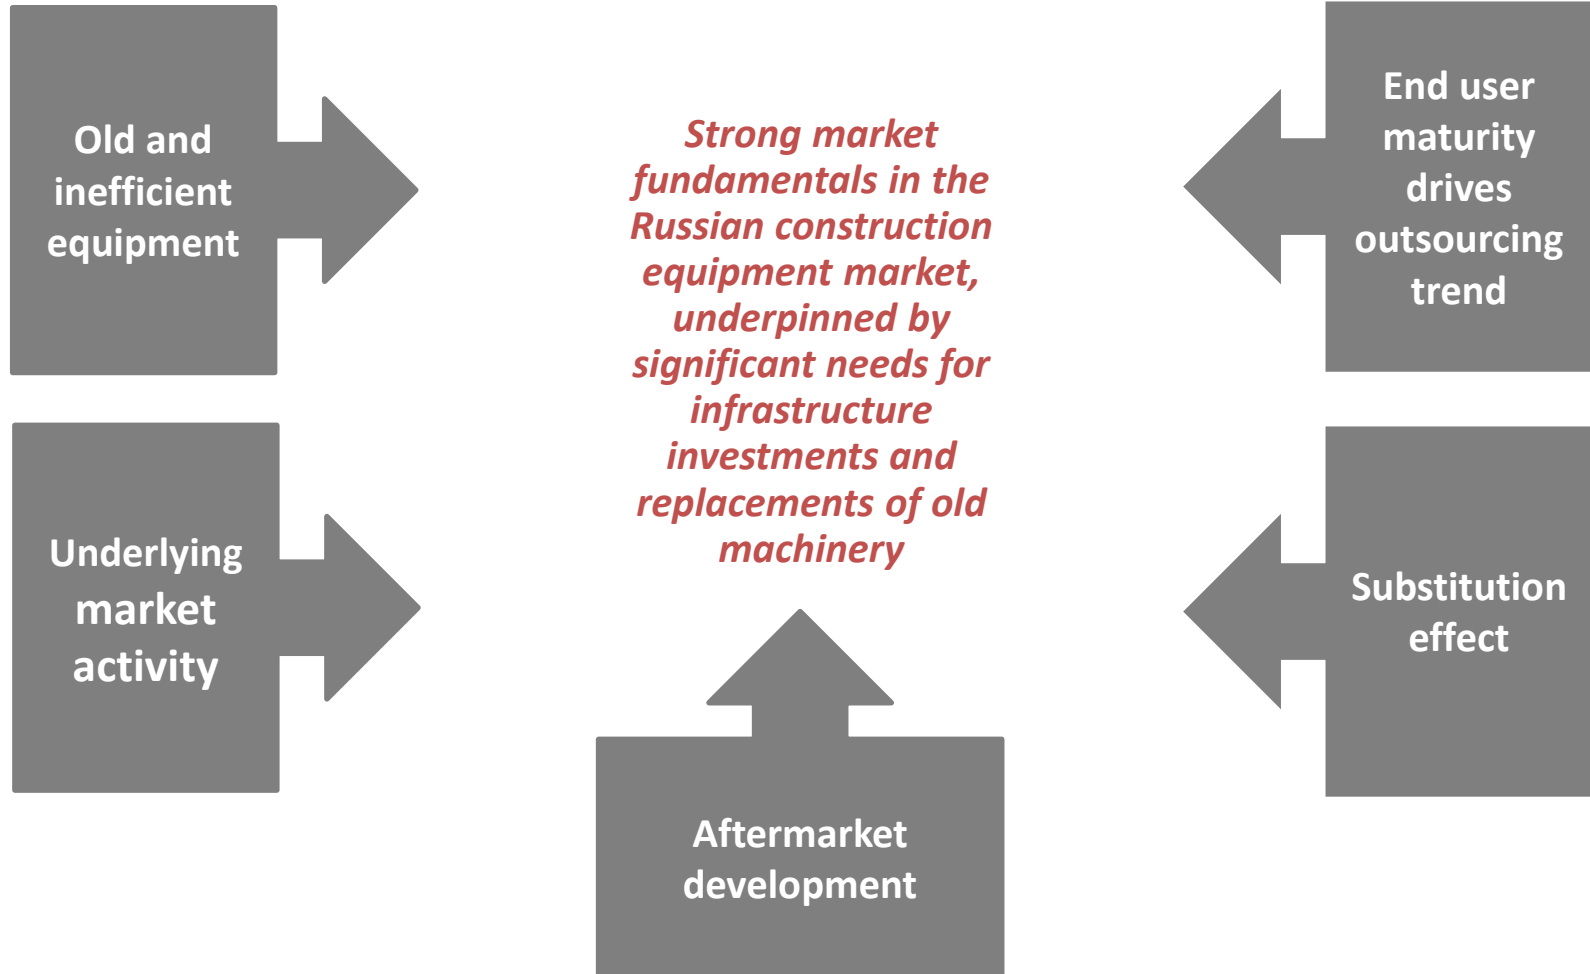 Old and
inefficient
equipment
Underlying
market
activity
Strong market
fundamentals in the
Russian construction
equipment market,
underpinned by
significant needs for
infrastructure
investments and
replacements of old
machinery
Aftermarket
development
End user
maturity
drives
outsourcing
trend
Substitution
effect